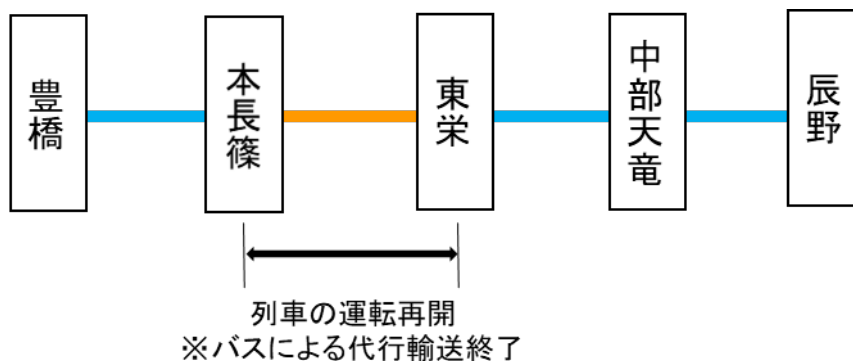 豊橋
本長篠
東栄
中部天竜
辰野
列車の運転再開
※バスによる代行輸送終了